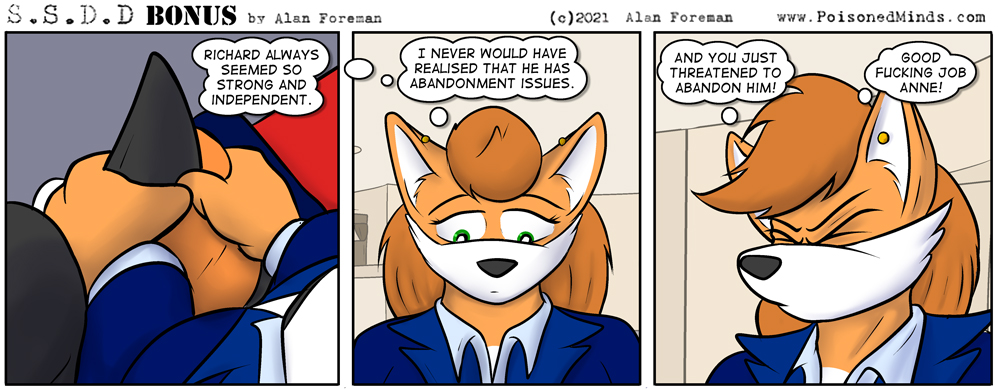 S.S.D.D BONUS by Alan Foreman (c)2021 Alan Foreman www.PoisonedMinds.com
RICHARD ALWAYS
SEEMED SO
STRONG AND
INDEPENDENT.
I NEVER WOULD HAVE
REALISED THAT HE HAS
ABANDONMENT ISSUES.
AND YOU JUST
THREATENED TO
ABANDON HIM!
GOOD
FUCKING JOB
ANNE!